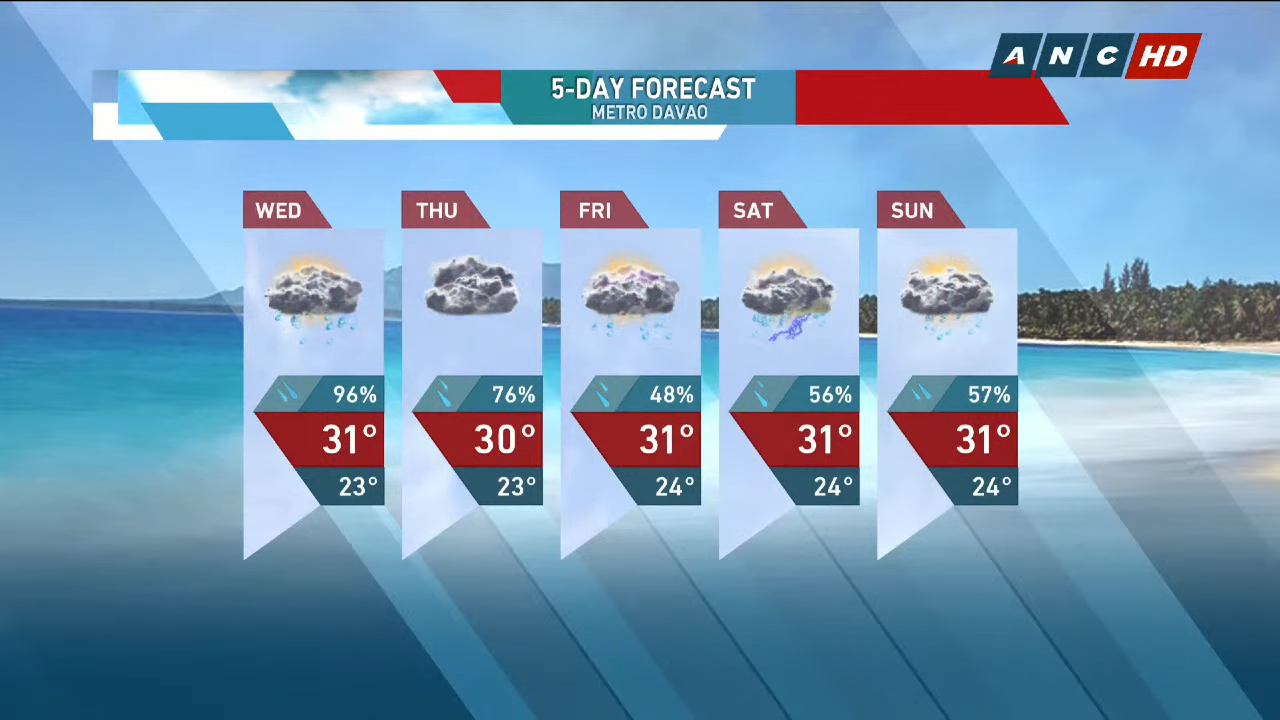 ANC HD
5-DAY FORECAST
METRO DAVAO
WED
THU
FRI
SAT
SUN
96%
76%
48%
56%
57%
31°
30°
31°
31°
31°
23°
23°
24°
24°
24°